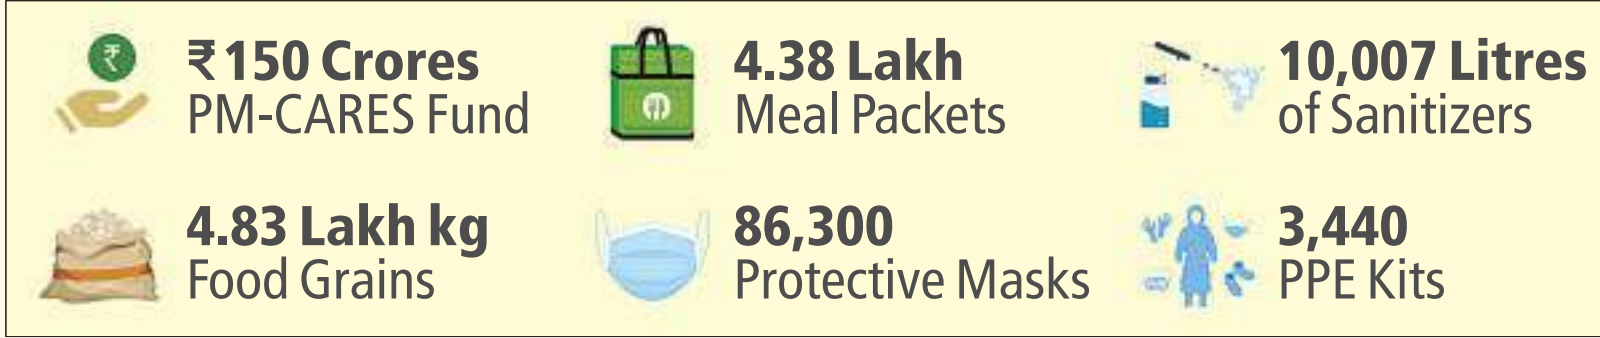 ₹150 Crores
PM-CARES Fund
4.38 Lakh
Meal Packets
10,007 Litres
of Sanitizers
4.83 Lakh kg
Food Grains
86,300
Protective Masks
3,440
PPE Kits